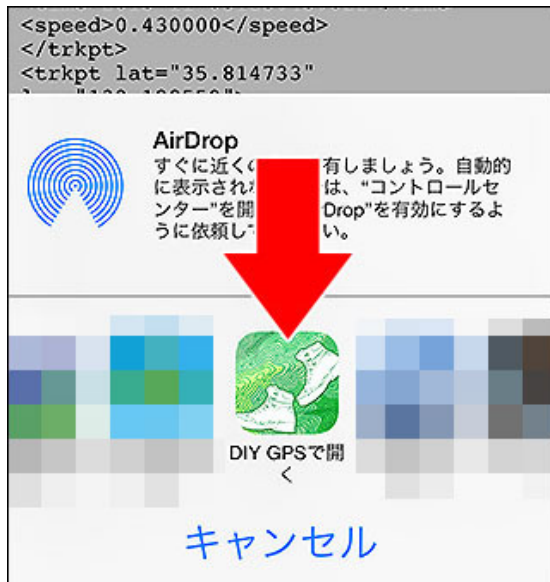 <speed>0.430000</speed>
</trkpt>
<trkpt lat="35.814733"
AirDrop
すぐに近く 有しましょう。自動的
に表示され は、“コントロールセ
ンター”を開 Drop”を有効にするよ
うに依頼し い。
DIY GPSで開
く
キャンセル